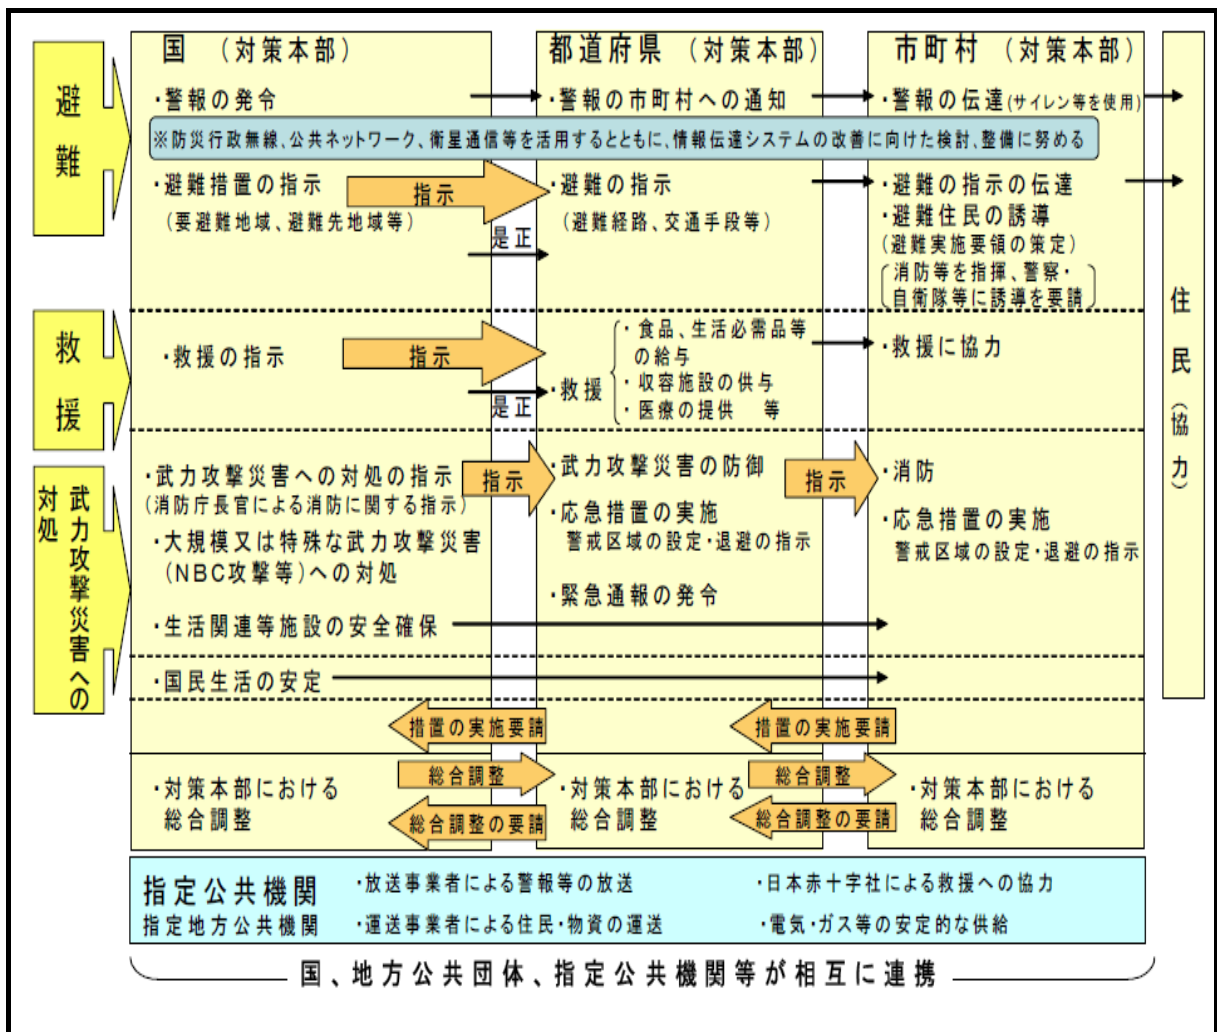 国 (対策本部)
都道府県 (対策本部)
市町村 (対策本部)
避難
・警報の発令
・警報の市町村への通知
・警報の伝達(サイレン等を使用)
※防災行政無線、公共ネットワーク、衛星通信等を活用するとともに、情報伝達システムの改善に向けた検討、整備に努める
・避難措置の指示
(要避難地域、避難先地域等)
指示
是正
・避難の指示
(避難経路、交通手段等)
・避難の指示の伝達
・避難住民の誘導
(避難実施要領の策定)
消防等を指揮、警察・
自衛隊等に誘導を要請
住民(協力)
救援
・救援の指示
指示
是正
・救援
・食品、生活必需品等
の給与
・収容施設の供与
・医療の提供 等
・救援に協力
武力攻撃災害への
対処
・武力攻撃災害への対処の指示
(消防庁長官による消防に関する指示)
・大規模又は特殊な武力攻撃災害
(NBC攻撃等)への対処
・生活関連等施設の安全確保
指示
・武力攻撃災害の防御
・応急措置の実施
警戒区域の設定・退避の指示
・緊急通報の発令
指示
・消防
・応急措置の実施
警戒区域の設定・退避の指示
・国民生活の安定
措置の実施要請
措置の実施要請
・対策本部における
総合調整
総合調整
総合調整の要請
・対策本部における
総合調整
総合調整
総合調整の要請
・対策本部における
総合調整
指定公共機関
指定地方公共機関
・放送事業者による警報等の放送
・日本赤十字社による救援への協力
・運送事業者による住民・物資の運送
・電気・ガス等の安定的な供給
国、地方公共団体、指定公共機関等が相互に連携